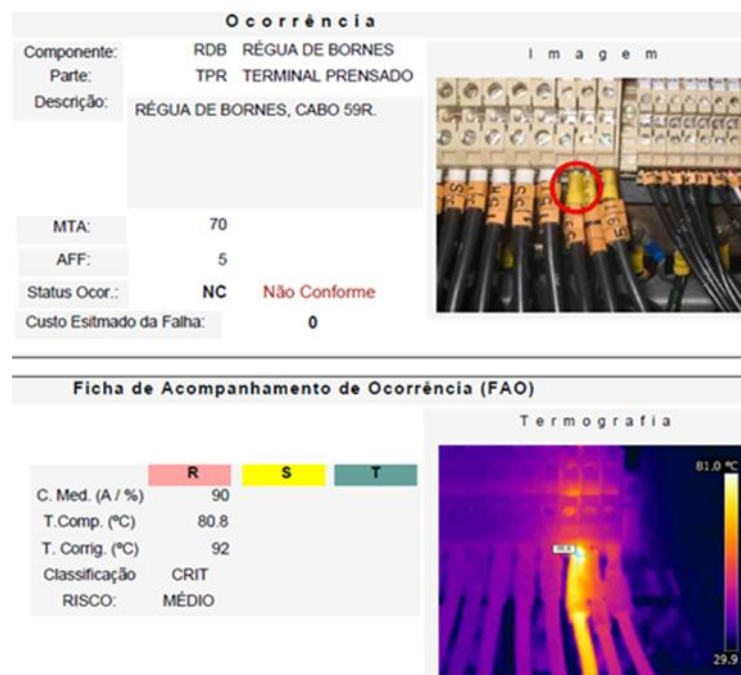 Ocorrência
Componente: RDB RÉGUA DE BORNES
Parte: TPR TERMINAL PRENSADO
Descrição: RÉGUA DE BORNES, CABO 59R.
Imagem
MTA: 70
AFF: 5
Status Ocor.: NC Não Conforme
Custo Esitmado da Falha: 0
Ficha de Acompanhamento de Ocorrência (FAO)
Termografia
R S T
C. Med. (A / %) 90
T.Comp. (ºC) 80.8
T. Corrig. (ºC) 92
Classificação CRIT
RISCO: MÉDIO
81.0 ºC
29.9